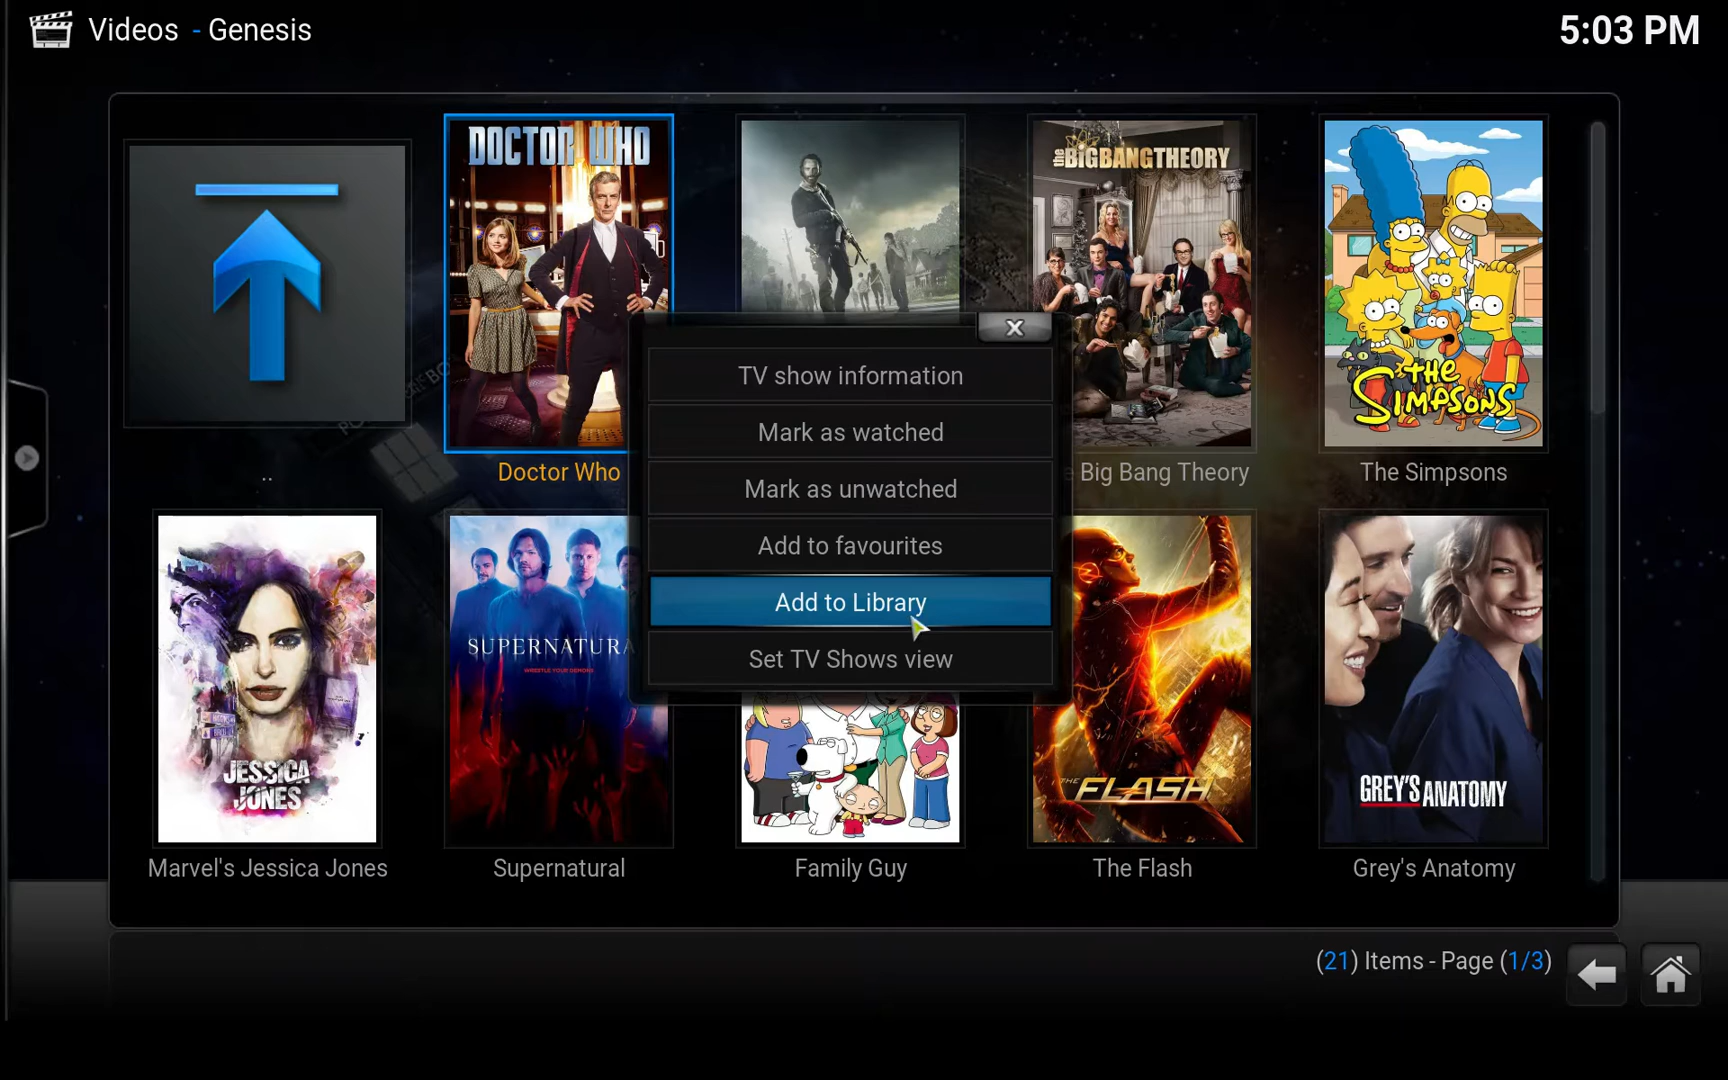 Videos - Genesis
5:03 PM
DOCTOR WHO
the BIG BANG THEORY
THE SIMPSONS
X
TV show information
Mark as watched
Mark as unwatched
Add to favourites
Add to Library
Set TV Shows view
..
Doctor Who
Big Bang Theory
The Simpsons
JESSICA
JONES
SUPERNATURA
THE FLASH
GREY'S ANATOMY
Marvel's Jessica Jones
Supernatural
Family Guy
The Flash
Grey's Anatomy
(21) Items - Page (1/3)